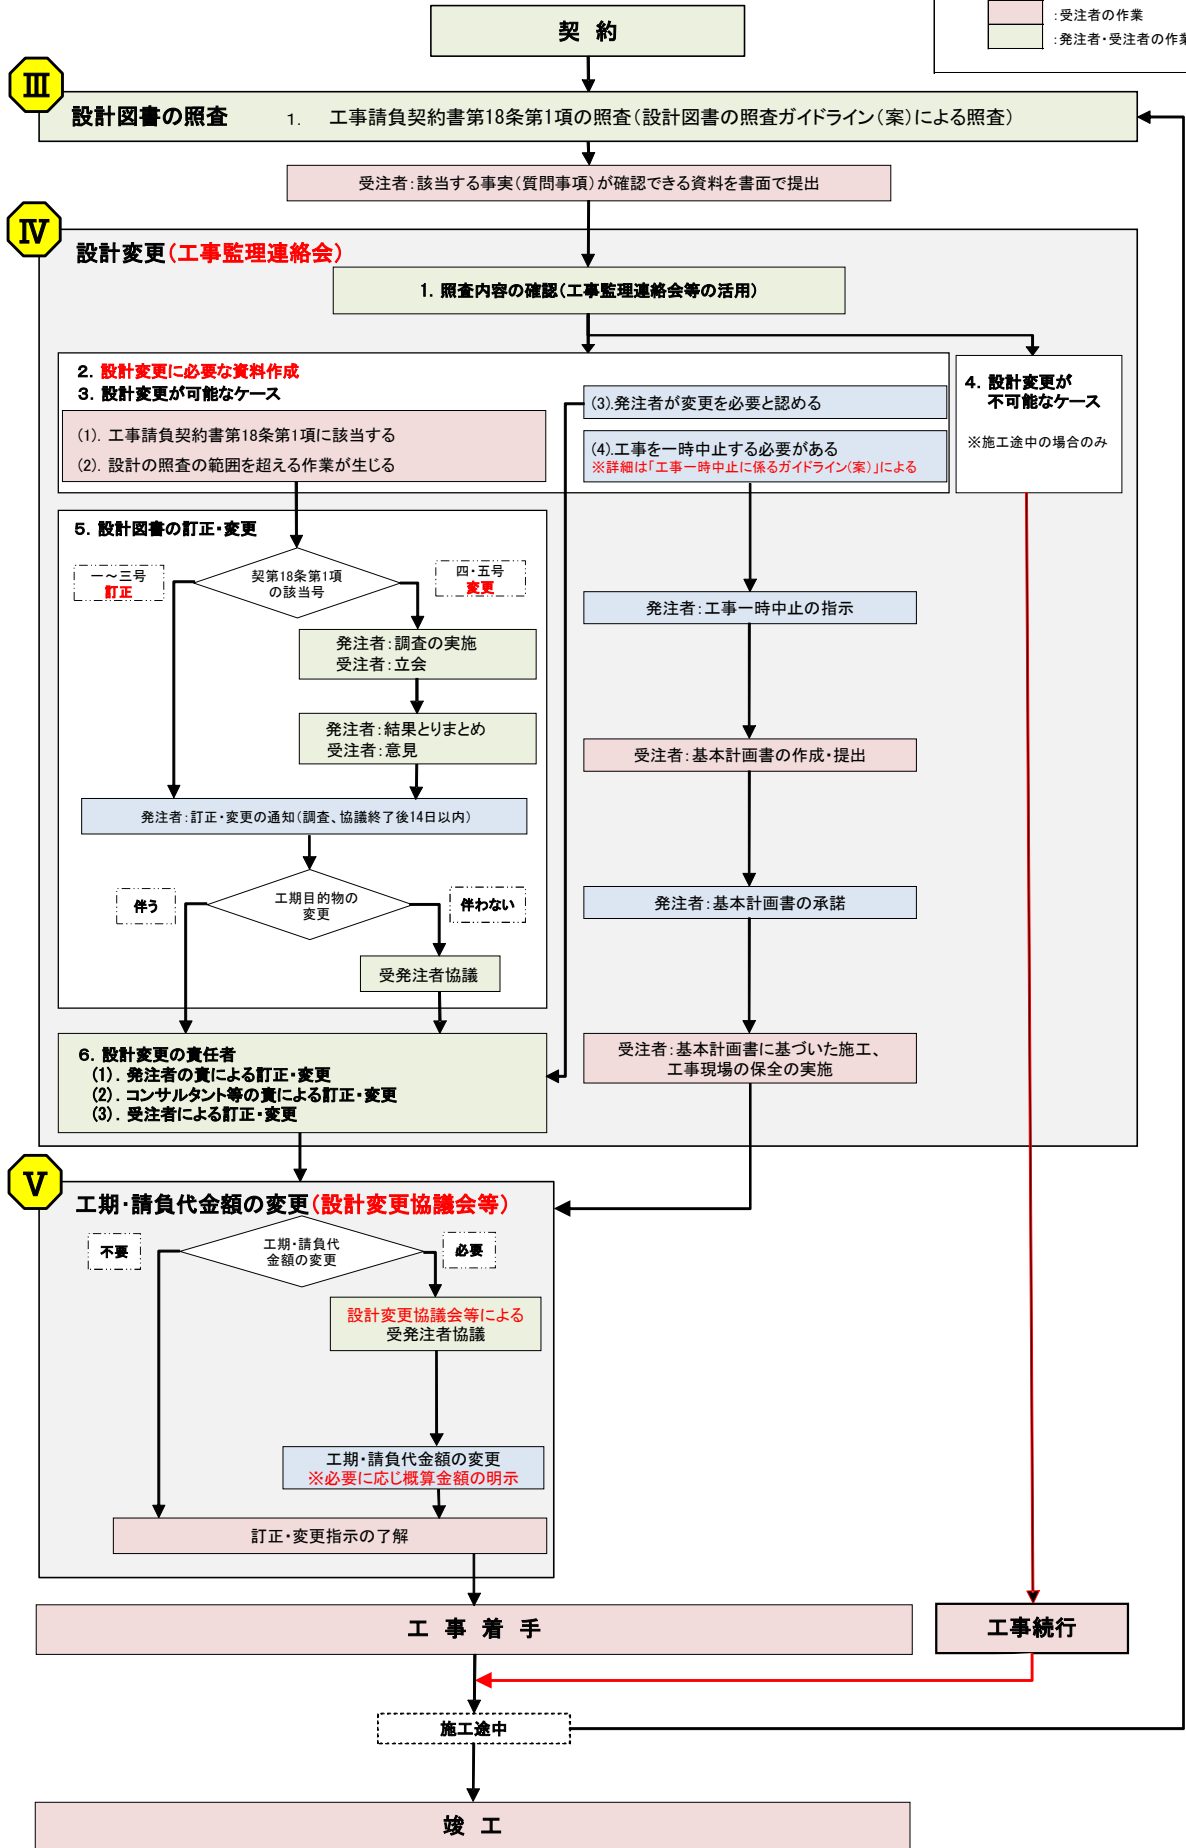 ：受注者の作業
：発注者・受注者の作業
契　約
Ⅲ
設計図書の照査　1.　工事請負契約書第18条第1項の照査（設計図書の照査ガイドライン（案）による照査）
受注者：該当する事実（質問事項）が確認できる資料を書面で提出
Ⅳ
設計変更（工事監理連絡会）
1. 照査内容の確認（工事監理連絡会等の活用）
2. 設計変更に必要な資料作成
3. 設計変更が可能なケース
(1). 工事請負契約書第18条第1項に該当する
(2). 設計の照査の範囲を超える作業が生じる
(3).発注者が変更を必要と認める
(4).工事を一時中止する必要がある
※詳細は「工事一時中止に係るガイドライン（案）」による
4. 設計変更が
不可能なケース
※施工途中の場合のみ
5. 設計図書の訂正・変更
一～三号
訂正
契第18条第1項
の該当号
四・五号
変更
発注者：調査の実施
受注者：立会
発注者：結果とりまとめ
受注者：意見
発注者：訂正・変更の通知（調査、協議終了後14日以内）
伴う
工期目的物の
変更
伴わない
受発注者協議
発注者：工事一時中止の指示
受注者：基本計画書の作成・提出
発注者：基本計画書の承諾
受注者：基本計画書に基づいた施工、
工事現場の保全の実施
6. 設計変更の責任者
(1). 発注者の責による訂正・変更
(2). コンサルタント等の責による訂正・変更
(3). 受注者による訂正・変更
Ⅴ
工期・請負代金額の変更（設計変更協議会等）
不要
工期・請負代
金額の変更
必要
設計変更協議会等による
受発注者協議
工期・請負代金額の変更
※必要に応じ概算金額の明示
訂正・変更指示の了解
工　事　着　手
工事続行
施工途中
竣　工